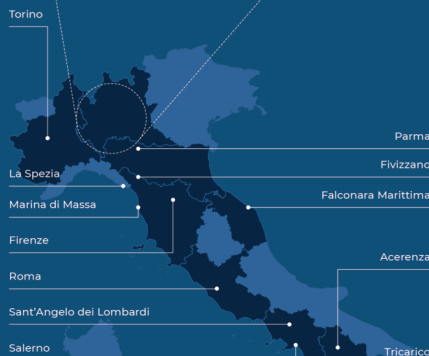 Torino
Parma
Fivizzano
La Spezia
Falconara Marittima
Marina di Massa
Firenze
Acerenza
Roma
Sant'Angelo dei Lombardi
Salerno
Tricarico